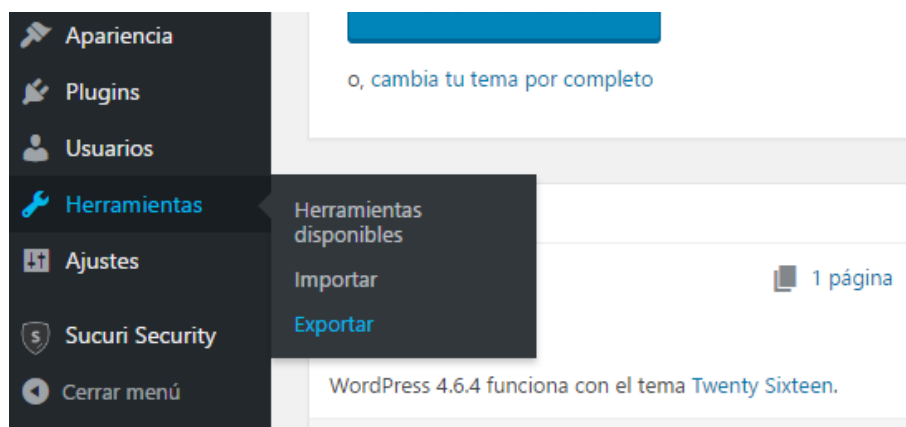 Apariencia
Plugins
Usuarios
Herramientas
Ajustes
Sucuri Security
Cerrar menú
Herramientas
disponibles
Importar
Exportar
o, cambia tu tema por completo
1 página
WordPress 4.6.4 funciona con el tema Twenty Sixteen.